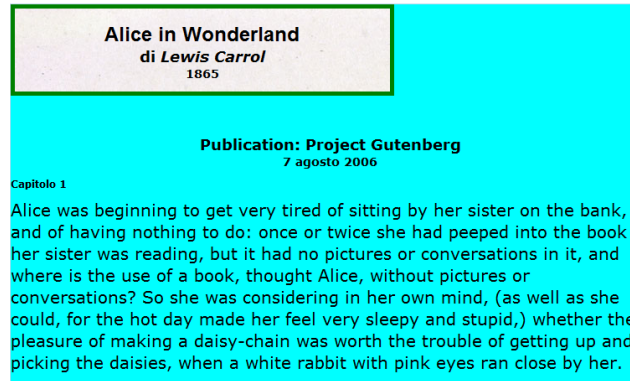 Alice in Wonderland
di Lewis Carrol
1865
Publication: Project Gutenberg
7 agosto 2006
Capitolo 1
Alice was beginning to get very tired of sitting by her sister on the bank,
and of having nothing to do: once or twice she had peeped into the book
her sister was reading, but it had no pictures or conversations in it, and
where is the use of a book, thought Alice, without pictures or
conversations? So she was considering in her own mind, (as well as she
could, for the hot day made her feel very sleepy and stupid,) whether the
pleasure of making a daisy-chain was worth the trouble of getting up and
picking the daisies, when a white rabbit with pink eyes ran close by her.